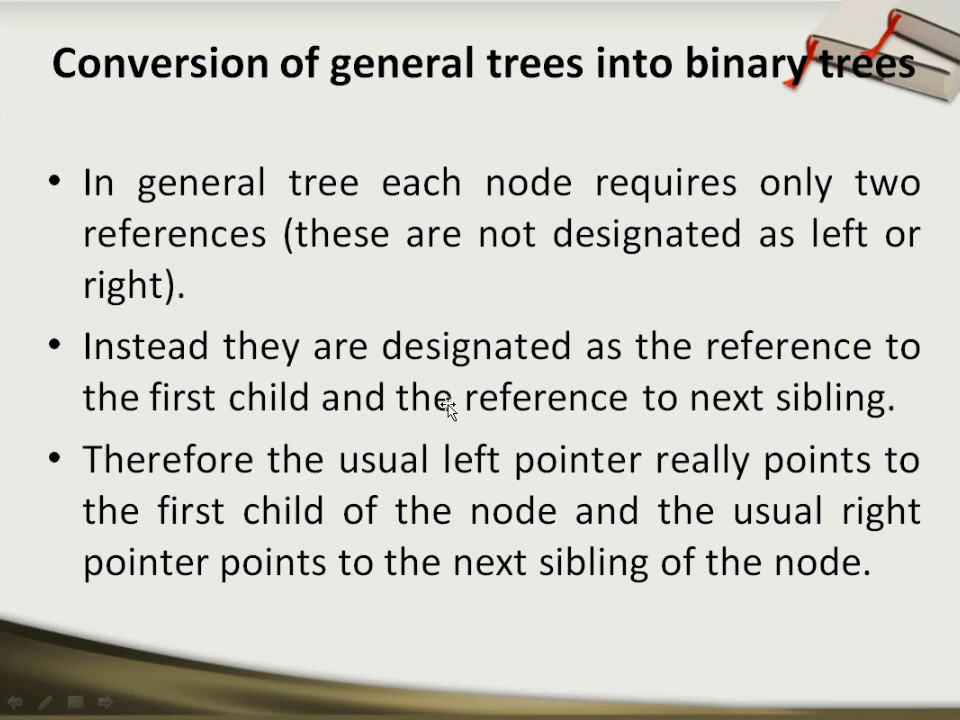 Conversion of general trees into binary trees
• In general tree each node requires only two
references (these are not designated as left or
right).
• Instead they are designated as the reference to
the first child and the reference to next sibling.
• Therefore the usual left pointer really points to
the first child of the node and the usual right
pointer points to the next sibling of the node.